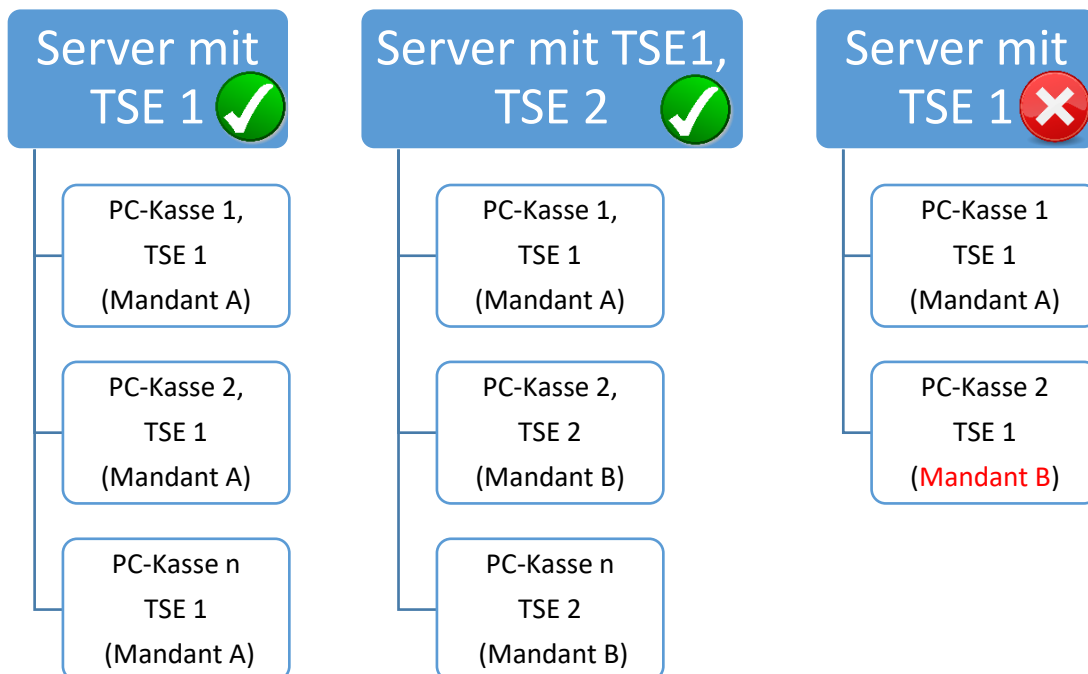 Server mit
TSE 1
PC-Kasse 1,
TSE 1
(Mandant A)
PC-Kasse 2,
TSE 1
(Mandant A)
PC-Kasse n
TSE 1
(Mandant A)
Server mit TSE1,
TSE 2
PC-Kasse 1,
TSE 1
(Mandant A)
PC-Kasse 2,
TSE 2
(Mandant B)
PC-Kasse n
TSE 2
(Mandant B)
Server mit
TSE 1
PC-Kasse 1
TSE 1
(Mandant A)
PC-Kasse 2
TSE 1
(Mandant B)